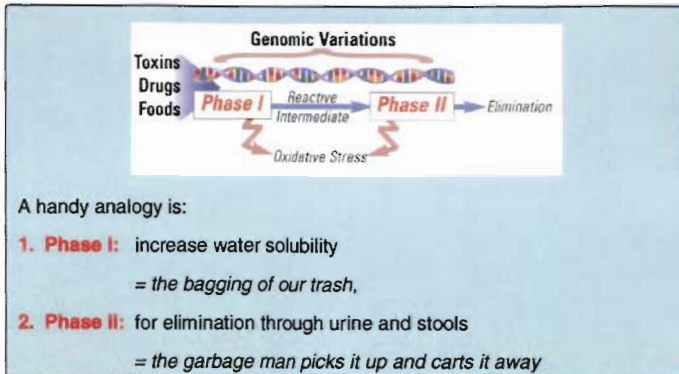 Genomic Variations
Toxins
Drugs
Foods
Phase I
Reactive
Intermediate
Phase II
Elimination
Oxidative Stress
A handy analogy is:
1. Phase I: increase water solubility
= the bagging of our trash,
2. Phase II: for elimination through urine and stools
= the garbage man picks it up and carts it away